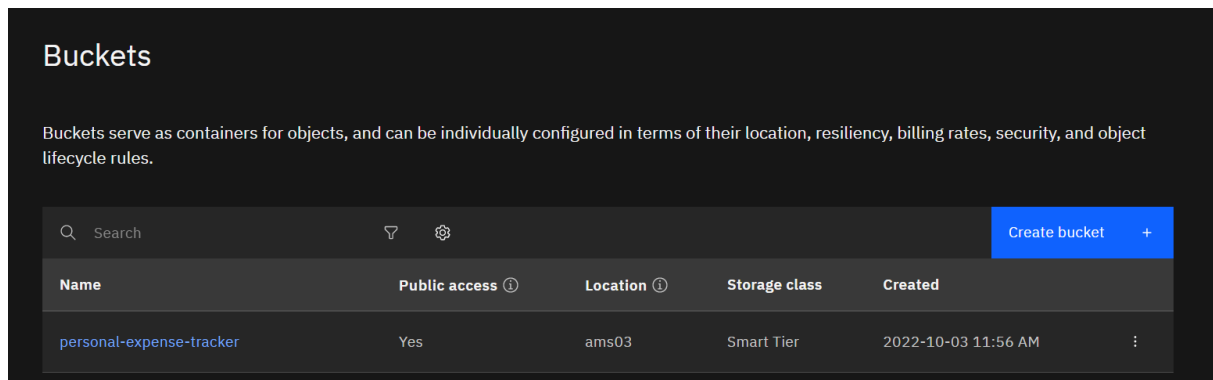 Buckets
Buckets serve as containers for objects, and can be individually configured in terms of their location, resiliency, billing rates, security, and object
lifecycle rules.
Search
Create bucket +
Name Public access Location Storage class Created
personal-expense-tracker Yes ams03 Smart Tier 2022-10-03 11:56 AM